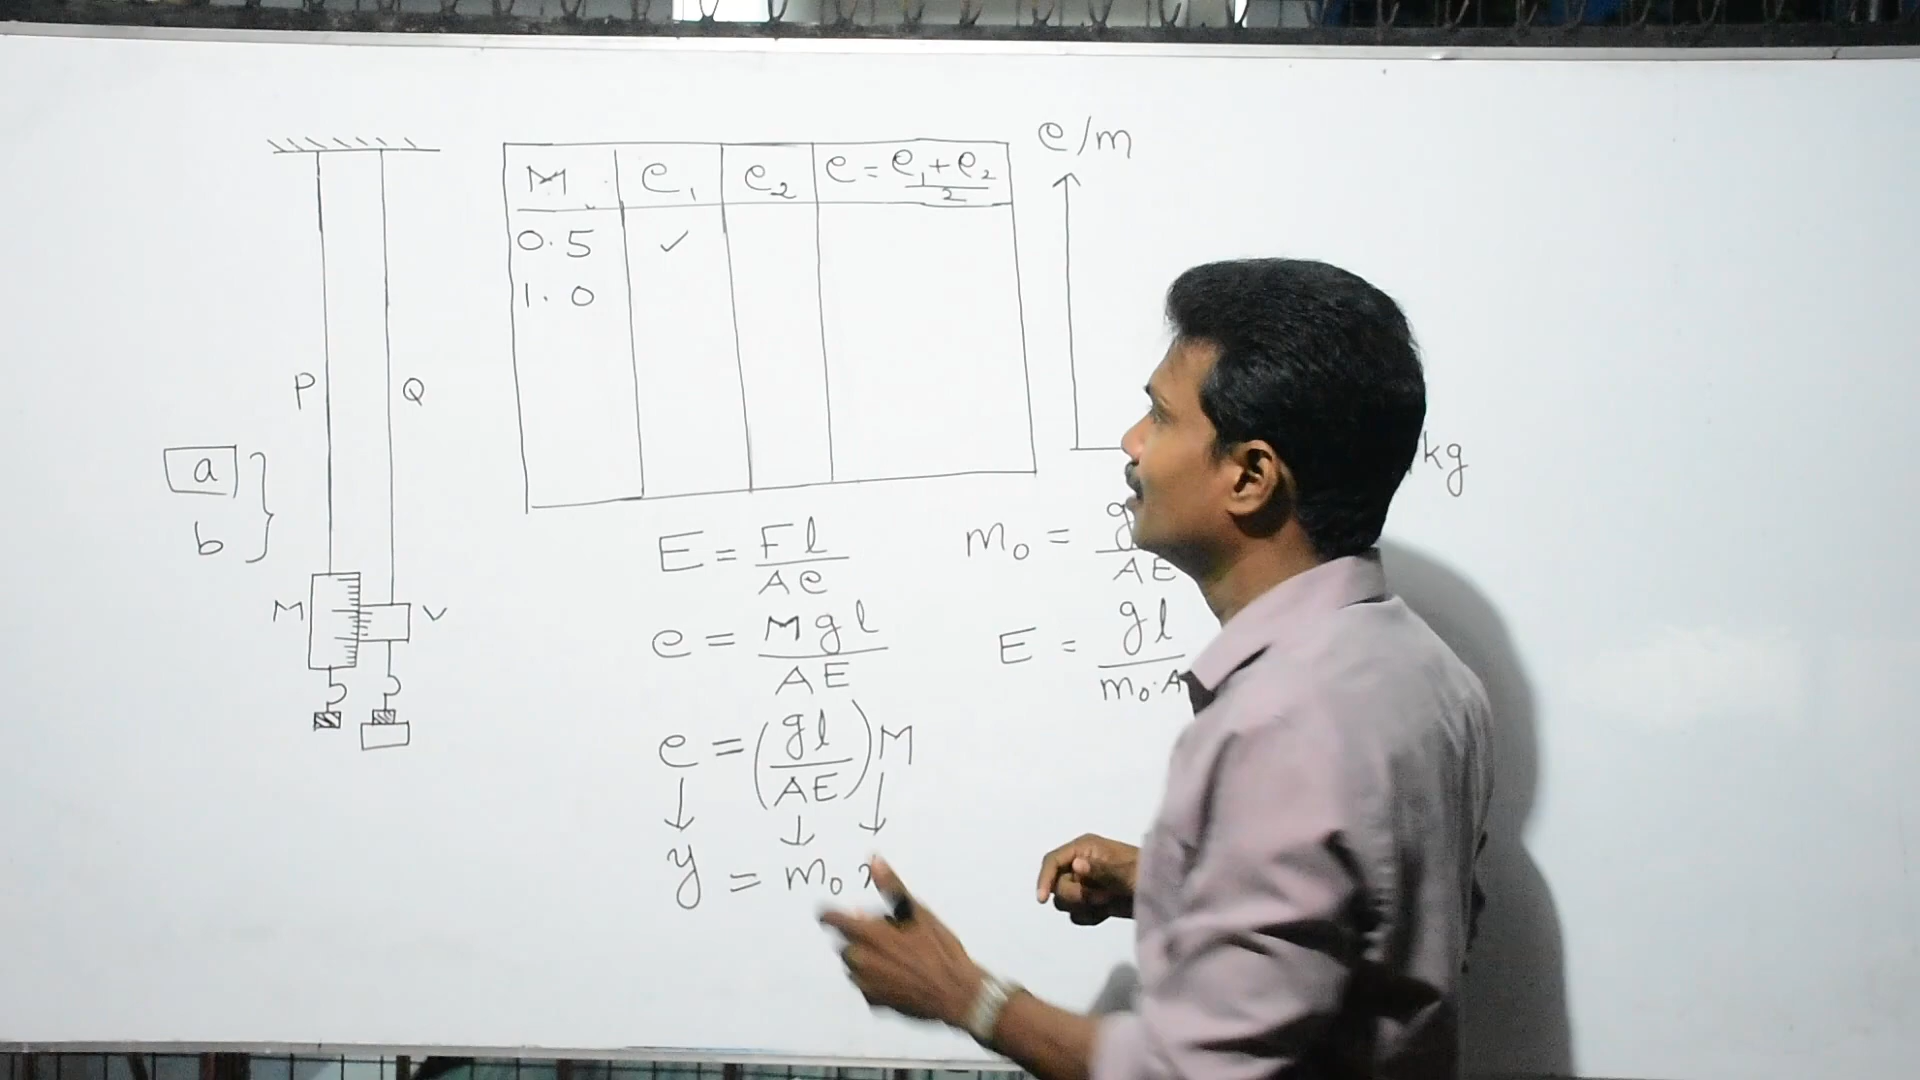 P
Q
a
b
M
V
M e₁ e₂ e = e₁ + e₂ / 2
0.5 ✓
1.0
e/m
kg
E = Fl / Ae
e = Mgl / AE
e = (gl / AE) M
↓ ↓ ↓
y = m₀
m₀ = g / AE
E = gl / m₀·A